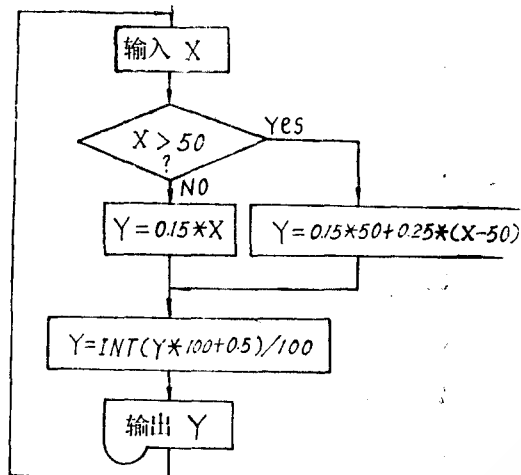 输入 X
X > 50
?
Yes
NO
Y = 0.15*X
Y = 0.15*50+0.25*(X-50)
Y=INT(Y*100+0.5)/100
输出 Y